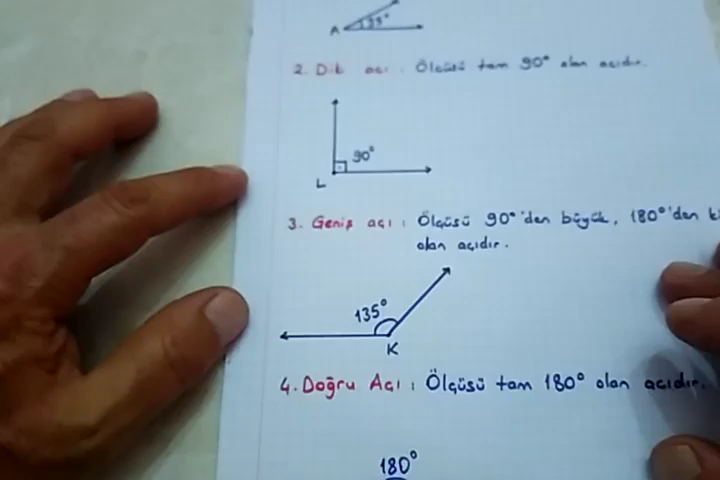 A
2. Dik açı : Ölçüsü tam 90° olan açıdır.
90°
L
3. Geniş açı : Ölçüsü 90°'den büyük, 180°'den
olan açıdır.
135°
K
4. Doğru Açı : Ölçüsü tam 180° olan açıdır.
180°